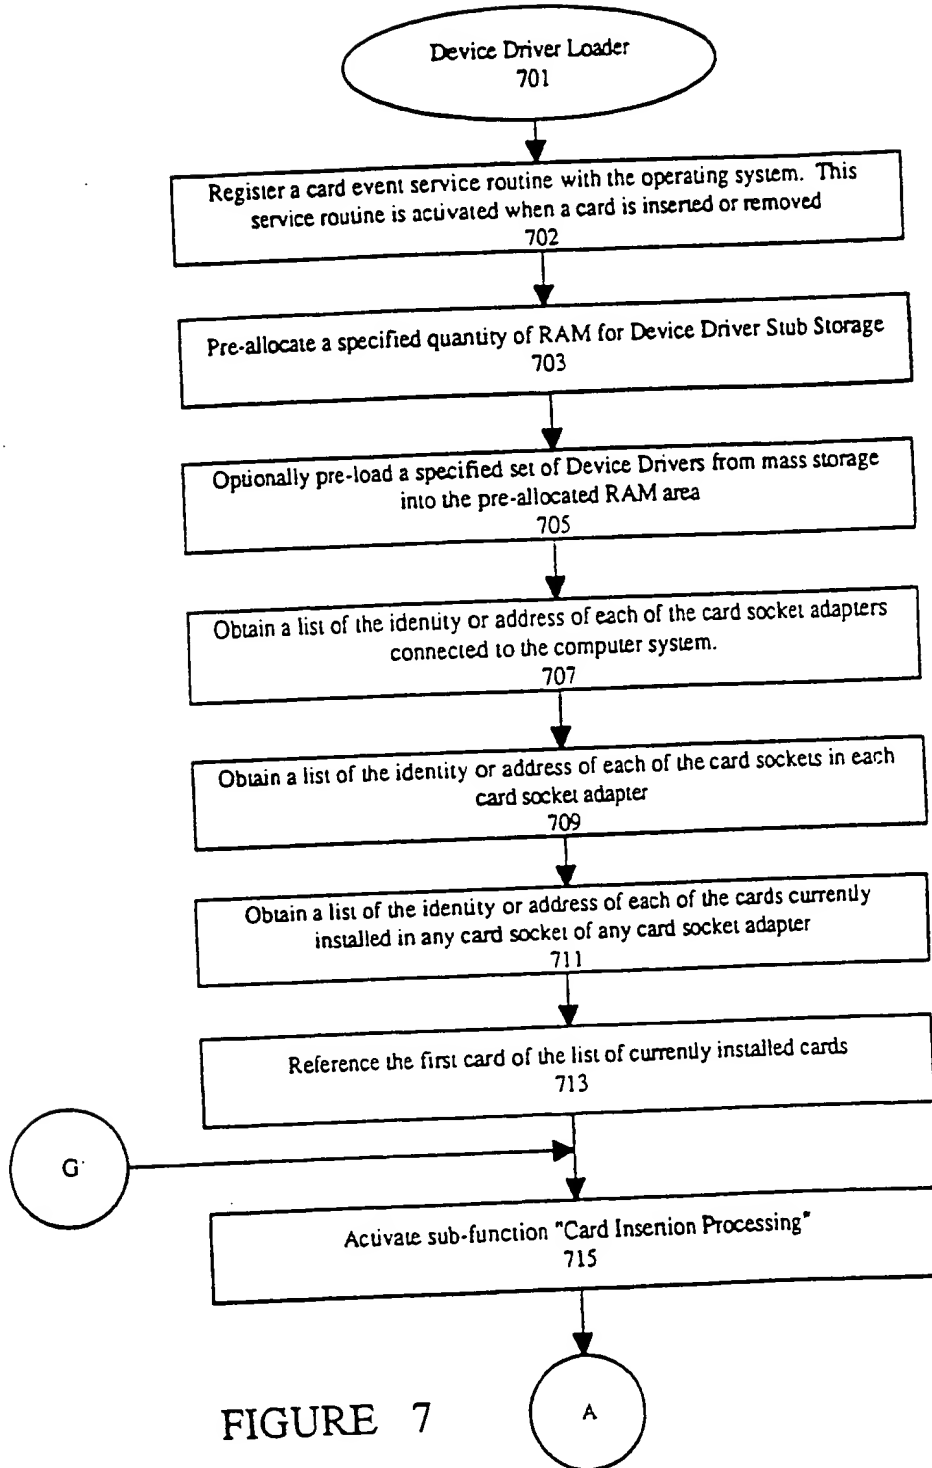 Device Driver Loader
701
Register a card event service routine with the operating system. This
service routine is activated when a card is inserted or removed
702
Pre-allocate a specified quantity of RAM for Device Driver Stub Storage
703
Optionally pre-load a specified set of Device Drivers from mass storage
into the pre-allocated RAM area
705
Obtain a list of the identity or address of each of the card socket adapters
connected to the computer system.
707
Obtain a list of the identity or address of each of the card sockets in each
card socket adapter
709
Obtain a list of the identity or address of each of the cards currently
installed in any card socket of any card socket adapter
711
Reference the first card of the list of currently installed cards
713
G
Activate sub-function "Card Insertion Processing"
715
A
FIGURE 7